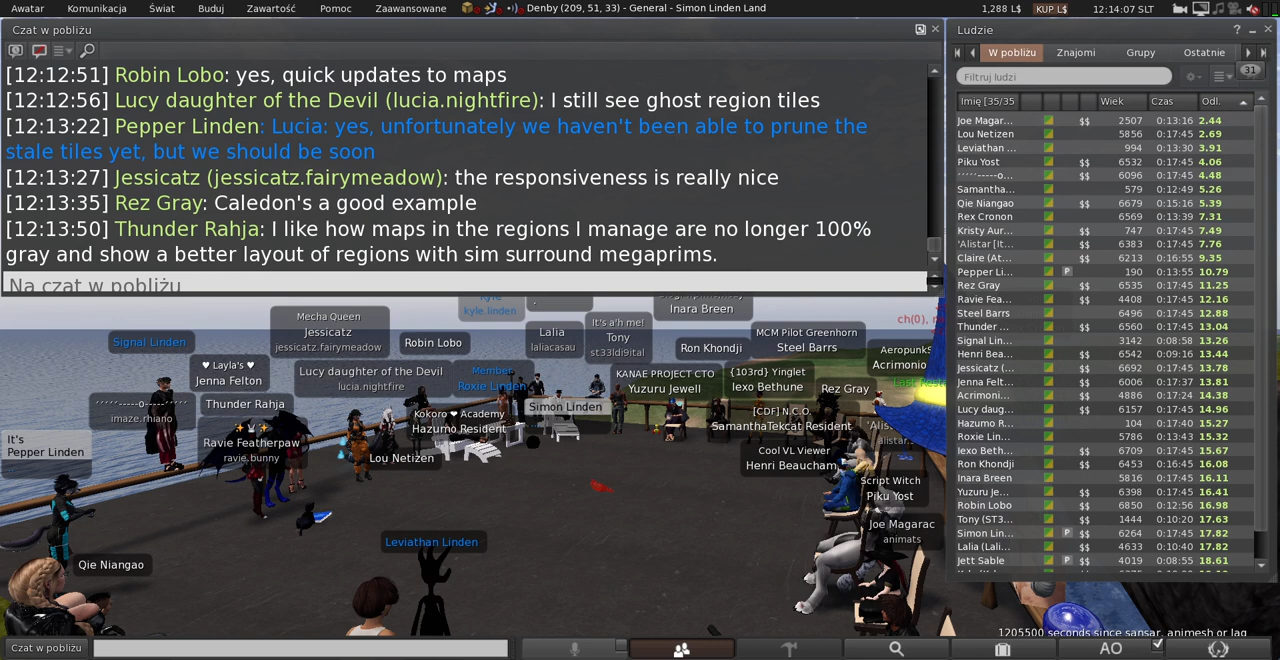 Awatar Komunikacja Świat Buduj Zawartość Pomoc Zaawansowane Denby (209, 51, 33) - General - Simon Linden Land 1,288 L$ KUP L$ 12:14:07 SLT
Czat w pobliżu
[12:12:51] Robin Lobo: yes, quick updates to maps
[12:12:56] Lucy daughter of the Devil (lucia.nightfire): I still see ghost region tiles
[12:13:22] Pepper Linden: Lucia: yes, unfortunately we haven't been able to prune the
stale tiles yet, but we should be soon
[12:13:27] Jessicatz (jessicatz.fairymeadow): the responsiveness is really nice
[12:13:35] Rez Gray: Caledon's a good example
[12:13:50] Thunder Rahja: I like how maps in the regions I manage are no longer 100%
gray and show a better layout of regions with sim surround megaprims.
Na czat w pobliżu
Ludzie
W pobliżu Znajomi Grupy Ostatnie
31
Filtruj ludzi
Imię [35/35 Wiek Czas Odl.
Joe Magar... $$ 2507 0:13:16 2.44
Lou Netizen 5856 0:17:45 2.69
Leviathan ... 994 0:13:30 3.91
Piku Yost $$ 6532 0:17:45 4.06
´´´´´-----o... $$ 6096 0:17:45 4.48
Samantha... 579 0:12:49 5.26
Qie Niangao $$ 6679 0:15:16 5.39
Rex Cronon 6569 0:13:39 7.31
Kristy Aur... $$ 747 0:17:45 7.49
'Alistar [It... $$ 6383 0:17:45 7.76
Claire (At... $$ 6213 0:16:55 9.35
Pepper Li... P 190 0:13:55 10.79
Rez Gray $$ 6535 0:17:45 11.25
Ravie Fea... $$ 4408 0:17:45 12.16
Steel Barrs 6496 0:17:45 12.88
Thunder ... $$ 6560 0:17:45 13.04
Signal Lin... 3142 0:08:58 13.26
Henri Bea... $$ 6542 0:09:16 13.44
Jessicatz (... $$ 6692 0:17:45 13.78
Jenna Felt... $$ 6006 0:17:37 13.81
Acrimoni... $$ 4886 0:17:24 14.38
Lucy daug... $$ 6157 0:17:45 14.96
Hazumo R... $$ 104 0:17:40 15.27
Roxie Lin... 5786 0:13:43 15.32
Iexo Beth... $$ 6709 0:17:45 15.67
Ron Khondji $$ 6453 0:16:45 16.08
Inara Breen 5816 0:17:45 16.11
Yuzuru Je... $$ 6398 0:17:45 16.41
Robin Lobo $$ 6850 0:12:56 16.98
Tony (ST3... $$ 1444 0:10:20 17.63
Simon Lin... P $$ 6264 0:17:45 17.82
Lalia (Lali... $$ 4633 0:10:40 17.82
Jett Sable P $$ 4019 0:08:55 18.61
kyle.linden
Inara Breen
Signal Linden
Mecha Queen
Jessicatz
jessicatz.fairymeadow
Robin Lobo
Lalia
laliacasau
It's a'h me!
Tony
st33ldi9ital
Ron Khondji
MCM Pilot Greenhorn
Steel Barrs
Acrimonio
♥ Layla's ♥
Jenna Felton
Lucy daughter of the Devil
lucia.nightfire
Member
Roxie Linden
KANAE PROJECT CTO
Yuzuru Jewell
{103rd} Yinglet
Iexo Bethune
Rez Gray
´´´´´-----o-----´´´´´
imaze.rhiano
Thunder Rahja
Kokoro ♥ Academy
Hazumo Resident
Simon Linden
[CDF] N.C.O.
SamanthaTekcat Resident
It's
Pepper Linden
Ravie Featherpaw
ravie.bunny
Lou Netizen
Cool VL Viewer
Henri Beauchamp
Script Witch
Piku Yost
Joe Magarac
animats
Leviathan Linden
Qie Niangao
1205500 seconds since sansar, animesh or lag
Czat w pobliżu AO